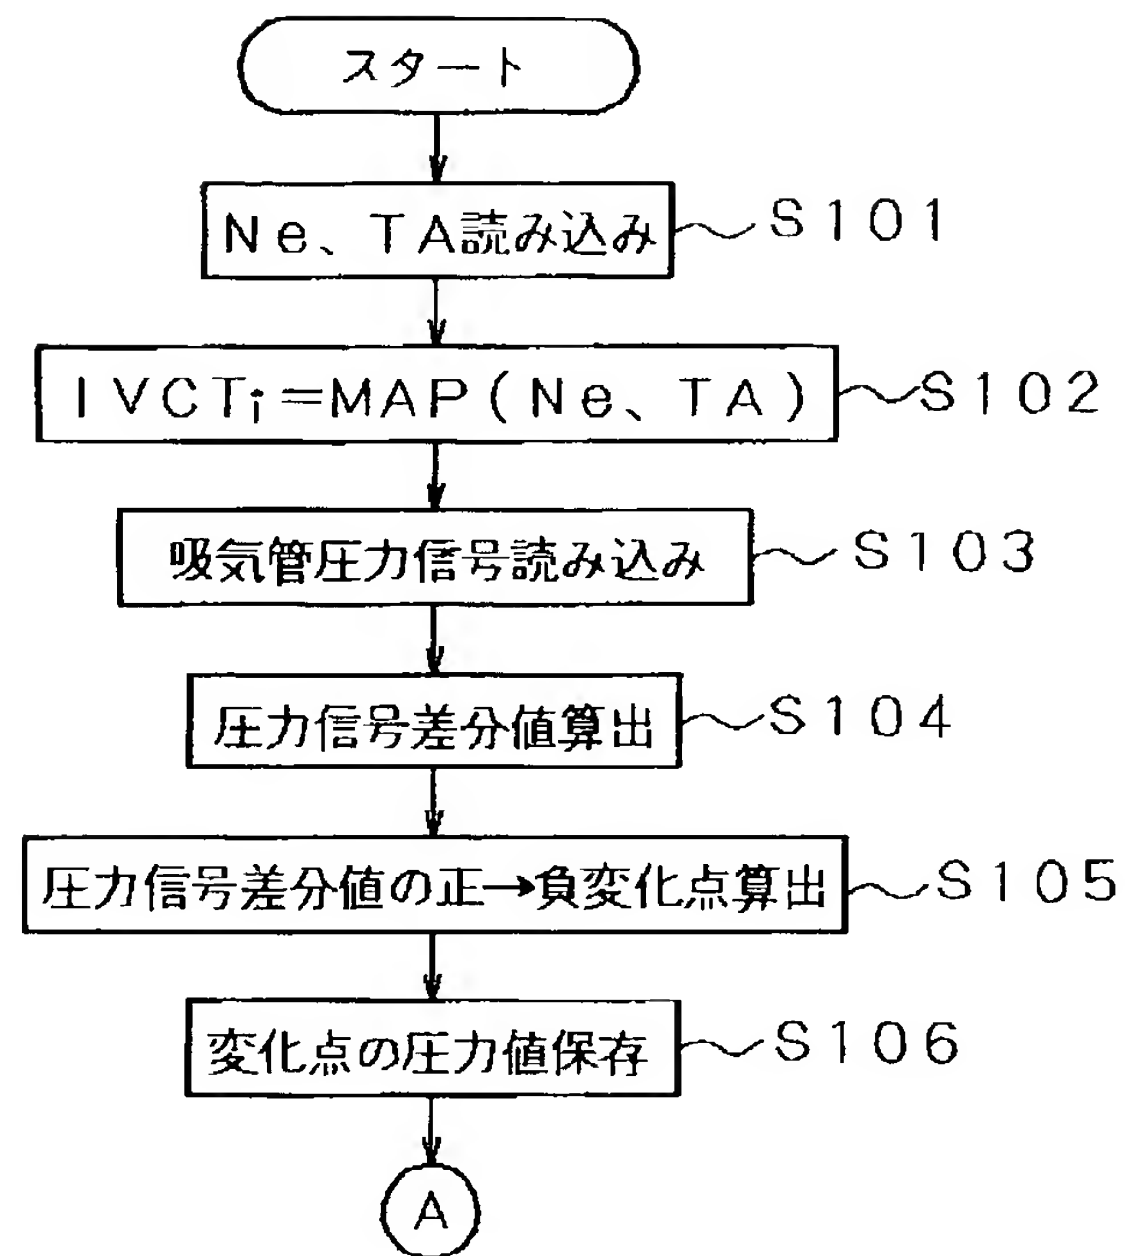 スタート
Ne、TA読み込み S101
IVCTi=MAP(Ne、TA) S102
吸気管圧力信号読み込み S103
圧力信号差分値算出 S104
圧力信号差分値の正→負変化点算出 S105
変化点の圧力値保存 S106
A